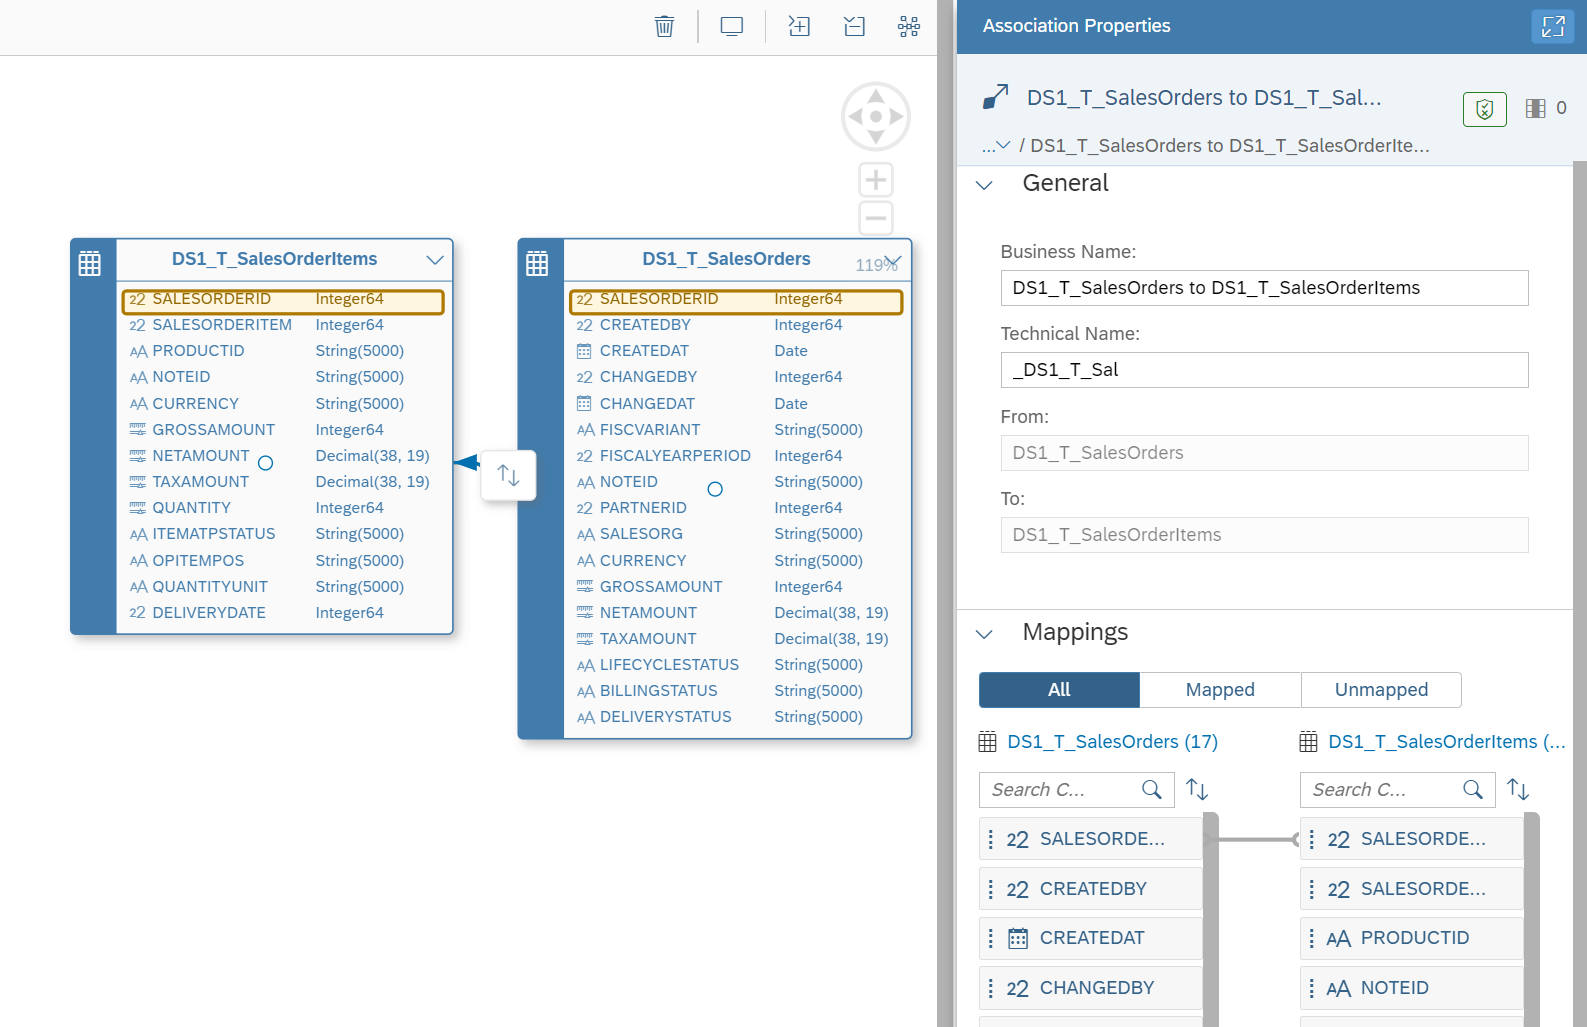 Association Properties
DS1_T_SalesOrders to DS1_T_Sal...
0
... / DS1_T_SalesOrders to DS1_T_SalesOrderIte...
General
Business Name:
DS1_T_SalesOrders to DS1_T_SalesOrderItems
Technical Name:
_DS1_T_Sal
From:
DS1_T_SalesOrders
To:
DS1_T_SalesOrderItems
Mappings
All Mapped Unmapped
DS1_T_SalesOrders (17) DS1_T_SalesOrderItems (...
Search C... Search C...
22 SALESORDE... 22 SALESORDE...
22 CREATEDBY 22 SALESORDE...
CREATEDAT AA PRODUCTID
22 CHANGEDBY AA NOTEID
119%
DS1_T_SalesOrderItems
22 SALESORDERID Integer64
22 SALESORDERITEM Integer64
AA PRODUCTID String(5000)
AA NOTEID String(5000)
AA CURRENCY String(5000)
GROSSAMOUNT Integer64
NETAMOUNT Decimal(38, 19)
TAXAMOUNT Decimal(38, 19)
QUANTITY Integer64
AA ITEMATPSTATUS String(5000)
AA OPITEMPOS String(5000)
AA QUANTITYUNIT String(5000)
22 DELIVERYDATE Integer64
DS1_T_SalesOrders
22 SALESORDERID Integer64
22 CREATEDBY Integer64
CREATEDAT Date
22 CHANGEDBY Integer64
CHANGEDAT Date
AA FISCVARIANT String(5000)
22 FISCALYEARPERIOD Integer64
AA NOTEID String(5000)
22 PARTNERID Integer64
AA SALESORG String(5000)
AA CURRENCY String(5000)
GROSSAMOUNT Integer64
NETAMOUNT Decimal(38, 19)
TAXAMOUNT Decimal(38, 19)
AA LIFECYCLESTATUS String(5000)
AA BILLINGSTATUS String(5000)
AA DELIVERYSTATUS String(5000)